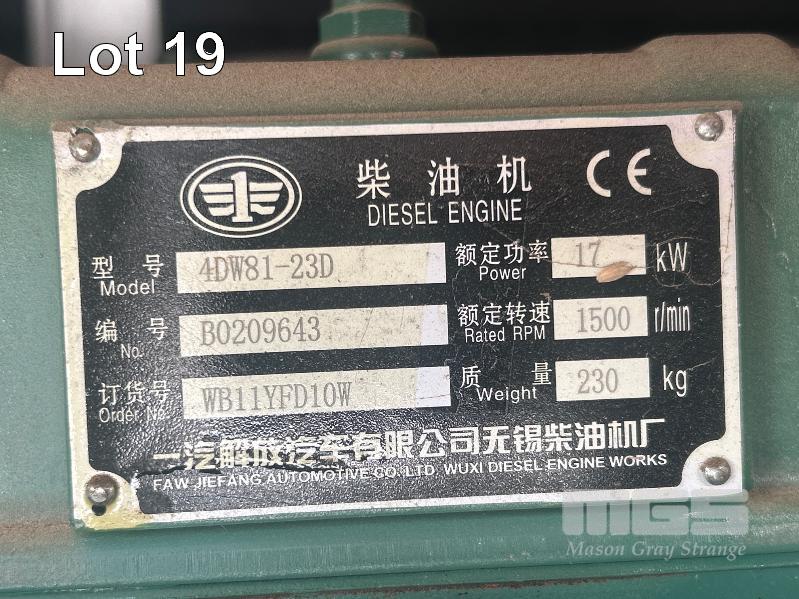 Lot 19
1
柴油机
DIESEL ENGINE
CE
型号
Model
4DW81-23D
额定功率
Power
17
kW
编号
No.
B0209643
额定转速
Rated RPM
1500
r/min
订货号
Order No.
WB11YFD10W
质量
Weight
230
kg
一汽解放汽车有限公司无锡柴油机厂
FAW JIEFANG AUTOMOTIVE CO. LTD. WUXI DIESEL ENGINE WORKS
MGS
Mason Gray Strange